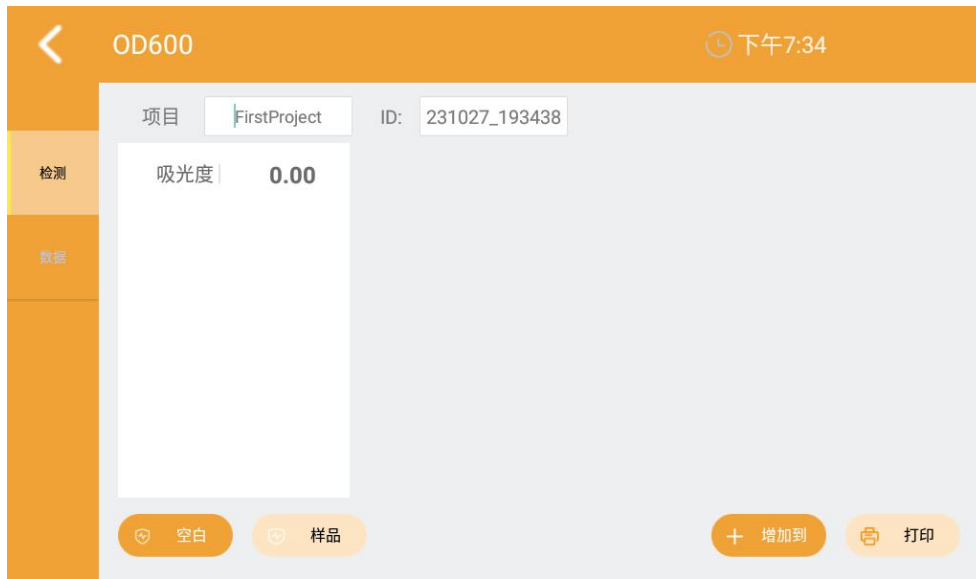 OD600 下午7:34
项目 FirstProject ID: 231027_193438
检测
吸光度 0.00
数据
空白 样品 增加到 打印